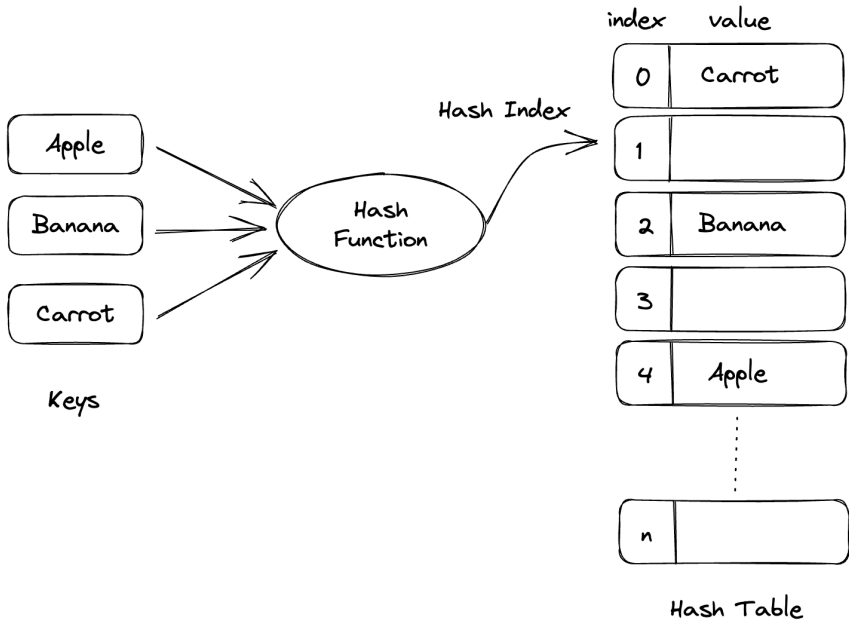 index value
0 Carrot
Hash Index
Apple
1
Hash
Function
Banana
2 Banana
3
Carrot
4 Apple
Keys
n
Hash Table